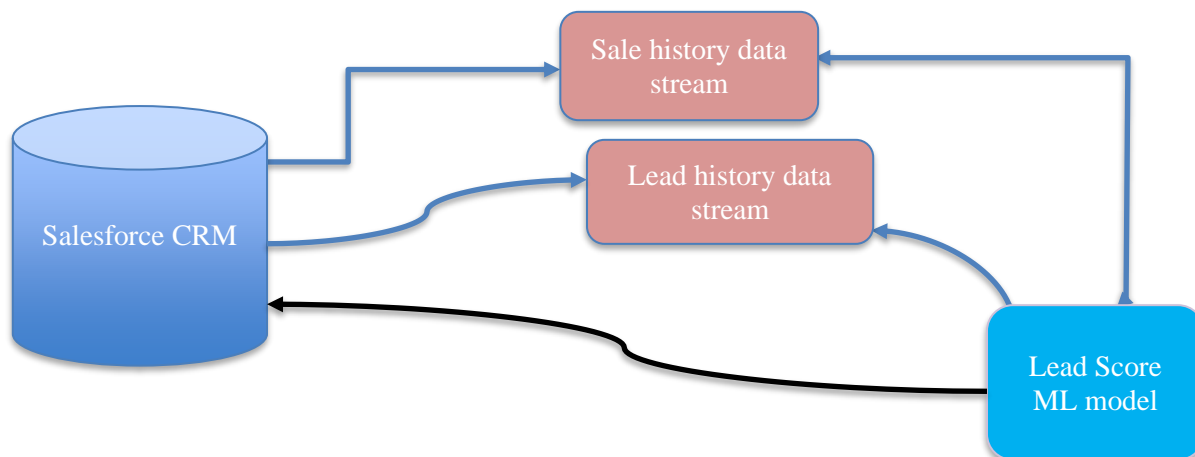 Sale history data
stream
Lead history data
stream
Salesforce CRM
Lead Score
ML model